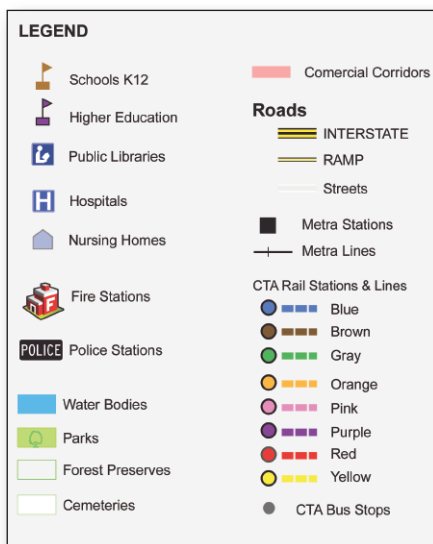 LEGEND
Schools K12
Higher Education
Public Libraries
H
Hospitals
Nursing Homes
F
Fire Stations
POLICE
Police Stations
Water Bodies
Parks
Forest Preserves
Cemeteries
Comercial Corridors
Roads
INTERSTATE
RAMP
Streets
Metra Stations
Metra Lines
CTA Rail Stations & Lines
Blue
Brown
Gray
Orange
Pink
Purple
Red
Yellow
CTA Bus Stops